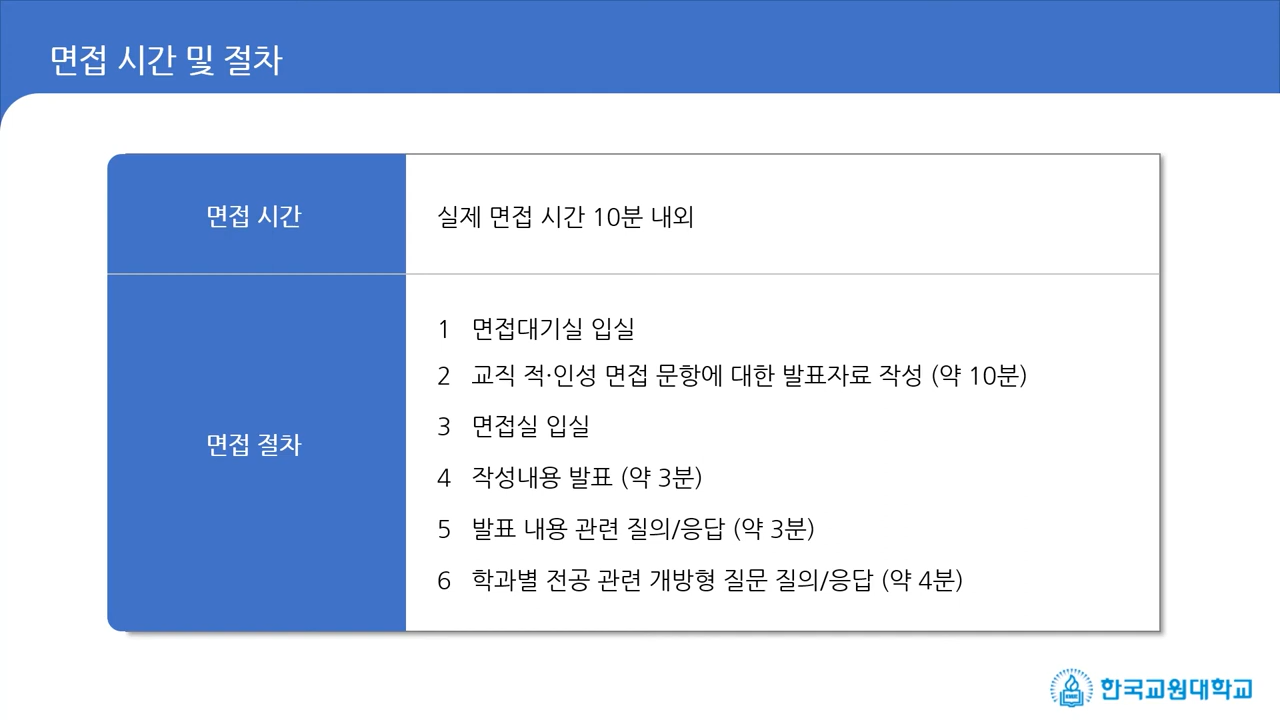 면접 시간 및 절차
면접 시간
실제 면접 시간 10분 내외
면접 절차
1 면접대기실 입실
2 교직 적·인성 면접 문항에 대한 발표자료 작성 (약 10분)
3 면접실 입실
4 작성내용 발표 (약 3분)
5 발표 내용 관련 질의/응답 (약 3분)
6 학과별 전공 관련 개방형 질문 질의/응답 (약 4분)
한국교원대학교